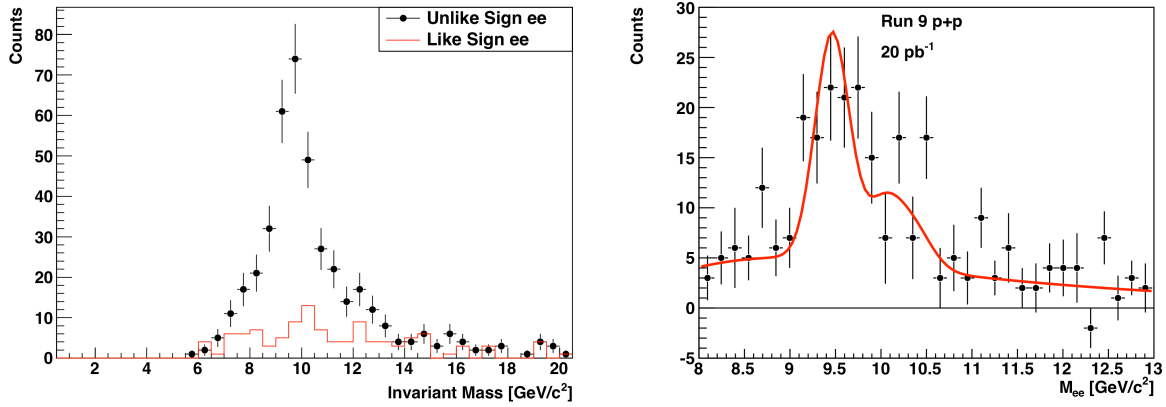 Counts
80
70
60
50
40
30
20
10
0
2 4 6 8 10 12 14 16 18 20
Invariant Mass [GeV/c²]
Unlike Sign ee
Like Sign ee
Counts
30
25
20
15
10
5
0
-5
8 8.5 9 9.5 10 10.5 11 11.5 12 12.5 13
M_ee [GeV/c²]
Run 9 p+p
20 pb⁻¹